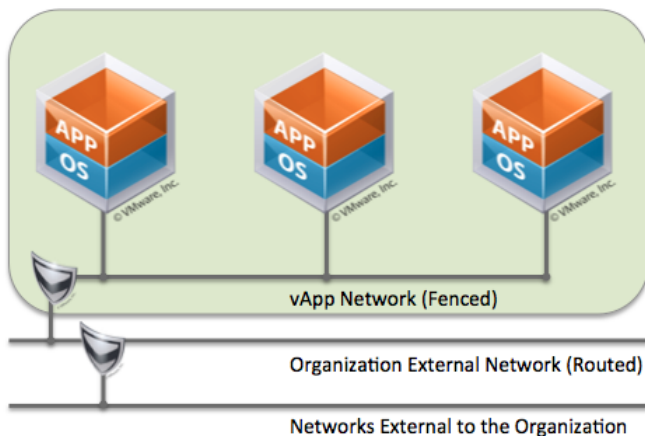 APP
OS
© VMware, Inc.
APP
OS
© VMware, Inc.
APP
OS
© VMware, Inc.
vApp Network (Fenced)
Organization External Network (Routed)
Networks External to the Organization